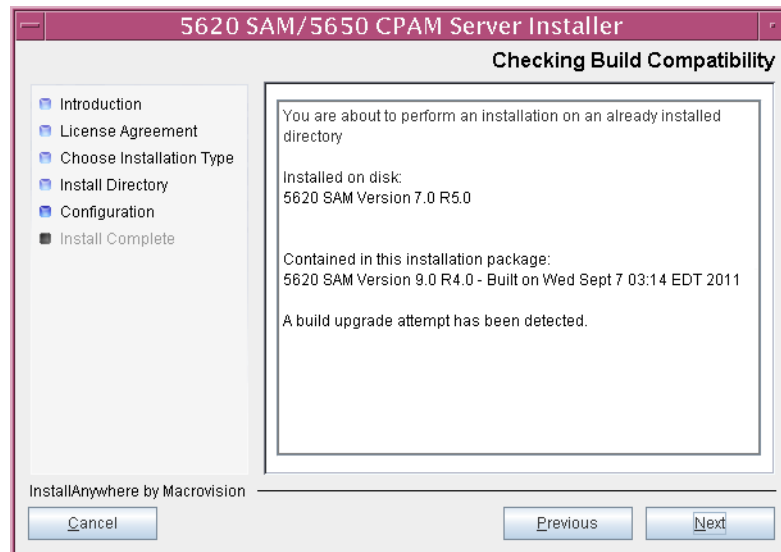 5620 SAM/5650 CPAM Server Installer
Checking Build Compatibility
Introduction
License Agreement
Choose Installation Type
Install Directory
Configuration
Install Complete
You are about to perform an installation on an already installed
directory
Installed on disk:
5620 SAM Version 7.0 R5.0
Contained in this installation package:
5620 SAM Version 9.0 R4.0 - Built on Wed Sept 7 03:14 EDT 2011
A build upgrade attempt has been detected.
InstallAnywhere by Macrovision
Cancel
Previous
Next